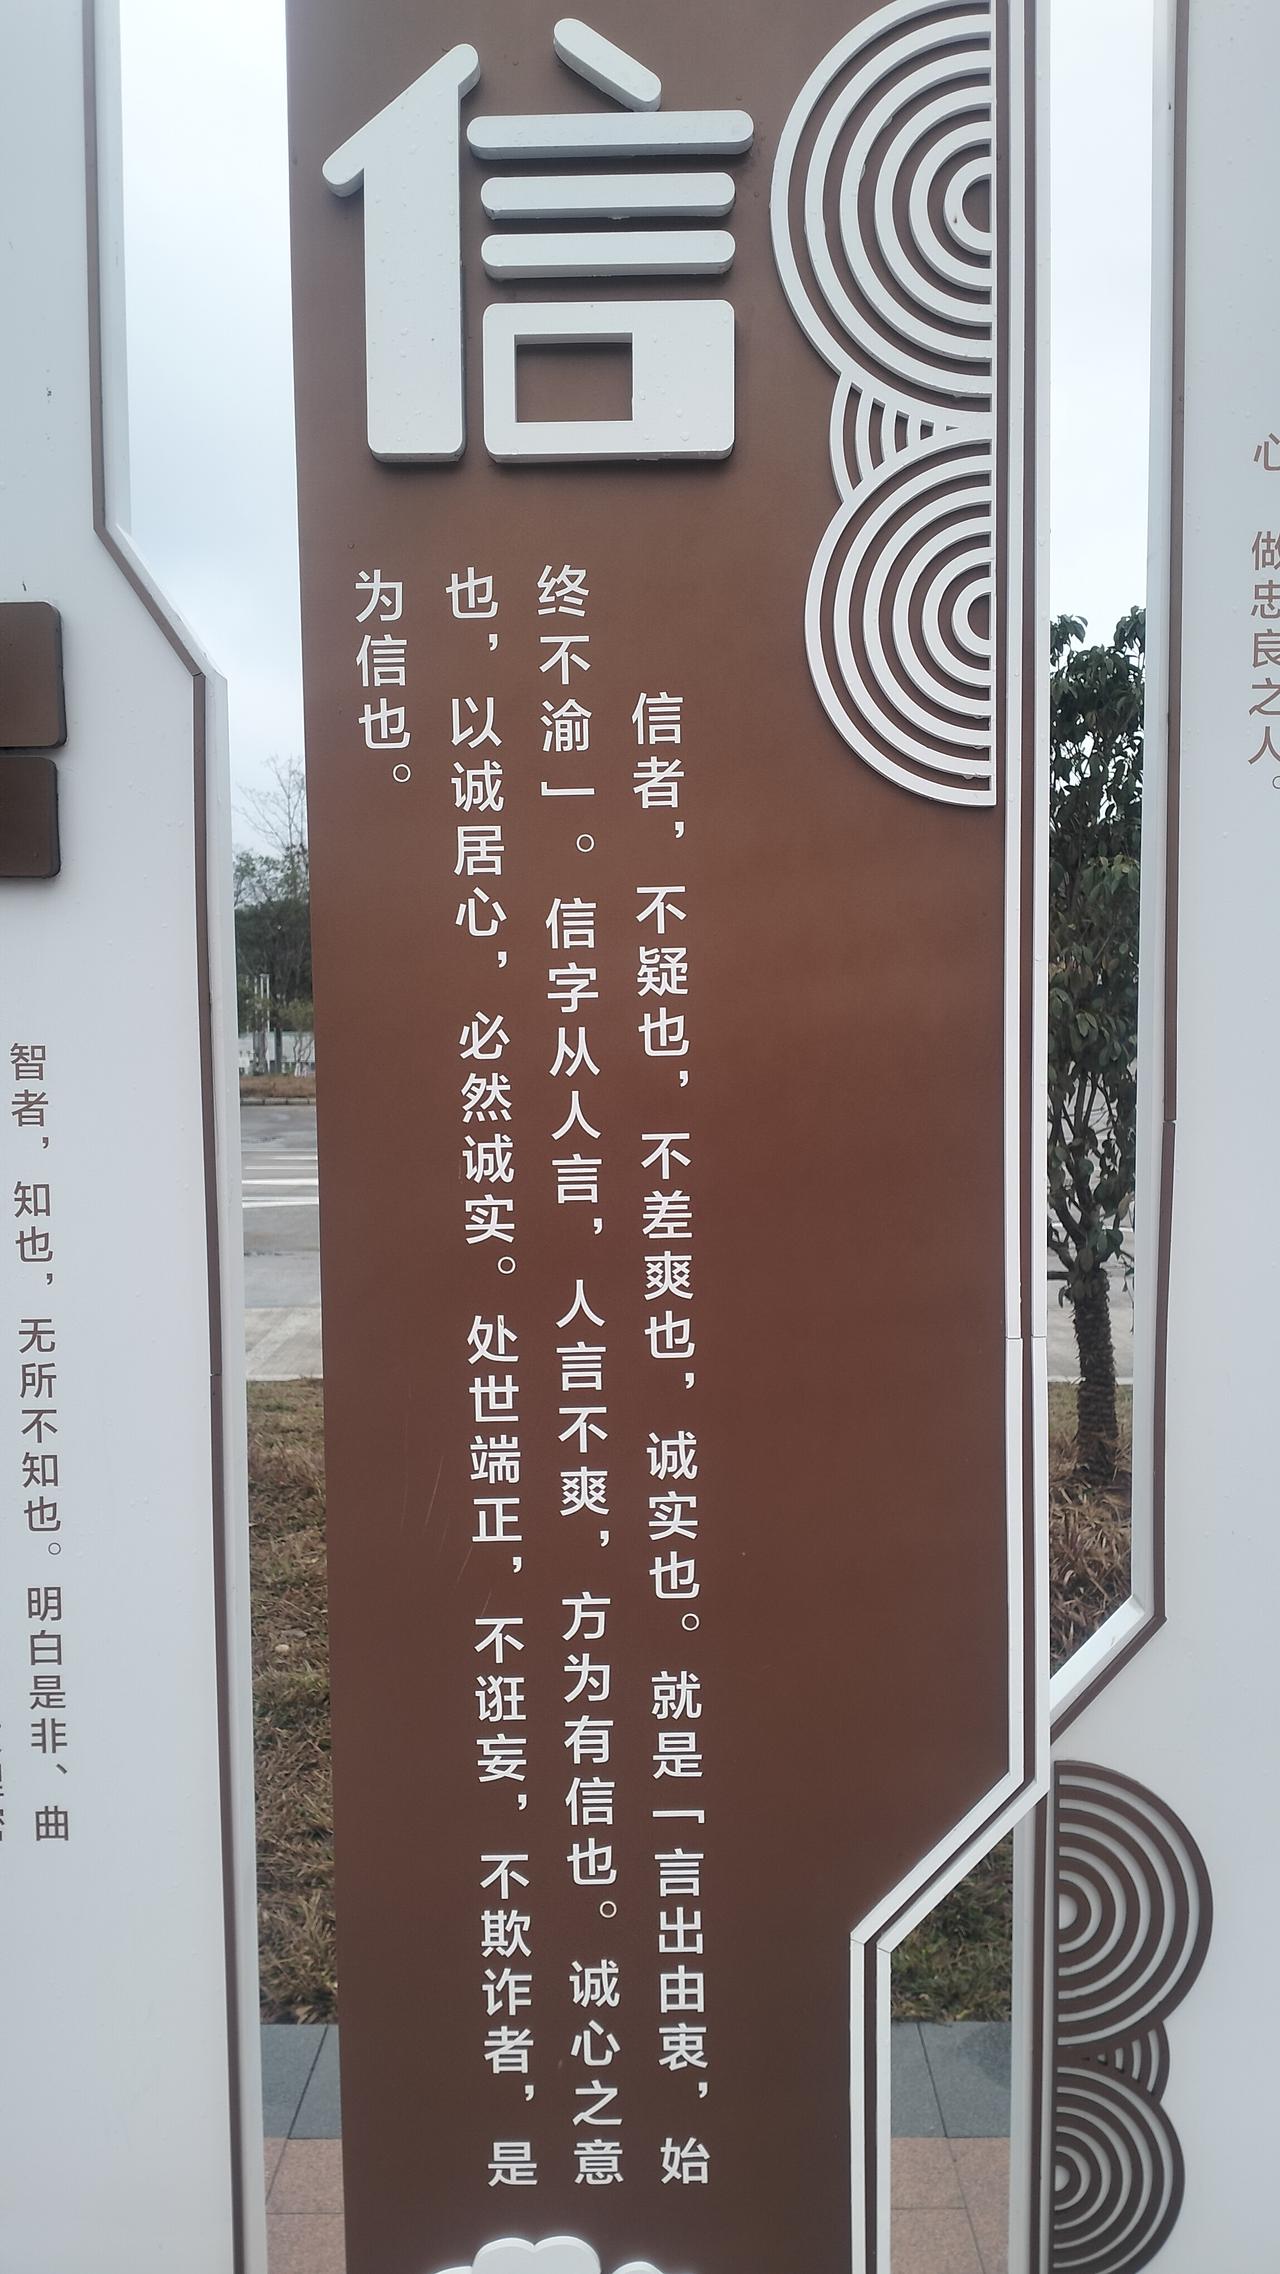 信
信者，不疑也，不差爽也，诚实也。就是「言出由衷，始
终不渝」。信字从人言，人言不爽，方为有信也。诚心之意
也，以诚居心，必然诚实。处世端正，不诳妄，不欺诈者，是
为信也。
心
做忠良之人。
智者，知也，无所不知也。明白是非、曲